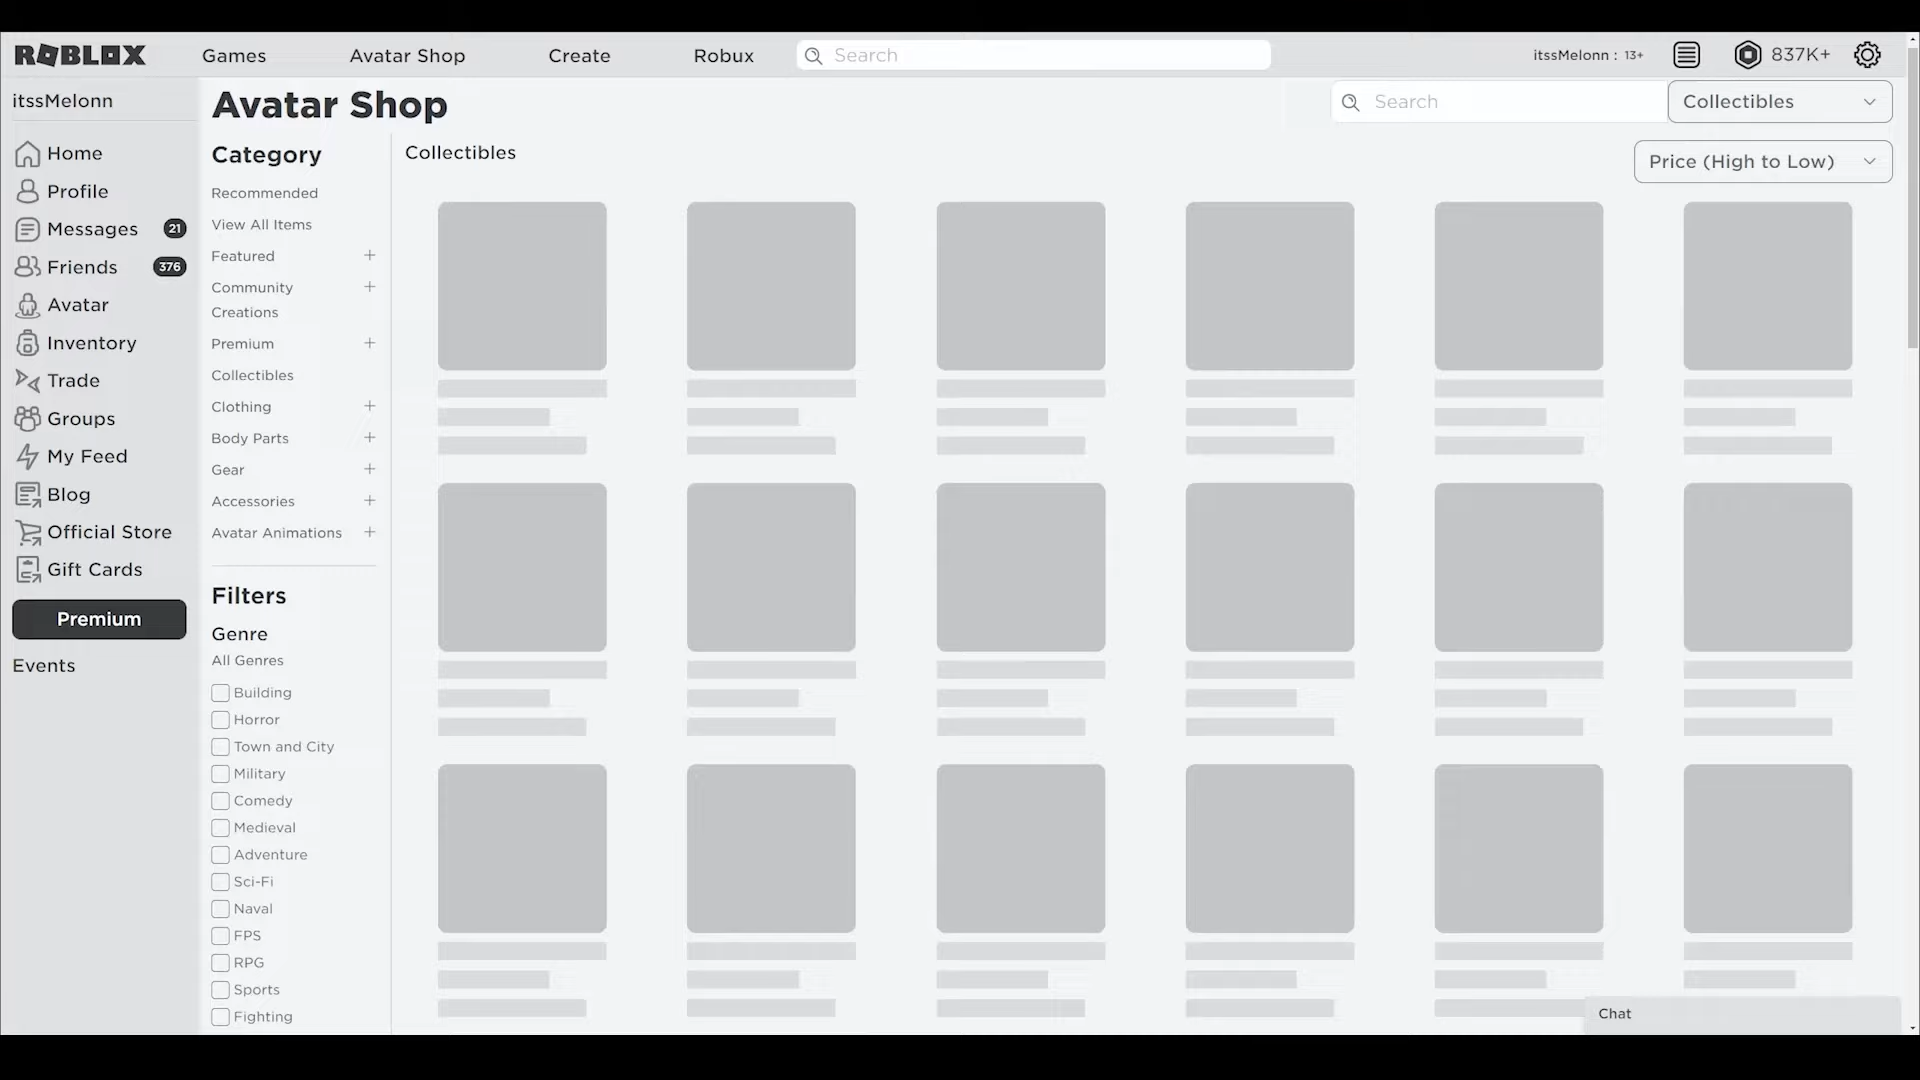 ROBLOX
Games
Avatar Shop
Create
Robux
Search
itssMelonn : 13+
837K+
itssMelonn
Home
Profile
Messages 21
Friends 376
Avatar
Inventory
Trade
Groups
My Feed
Blog
Official Store
Gift Cards
Premium
Events
Avatar Shop
Search
Collectibles
Category
Recommended
View All Items
Featured +
Community +
Creations
Premium +
Collectibles
Clothing +
Body Parts +
Gear +
Accessories +
Avatar Animations +
Filters
Genre
All Genres
Building
Horror
Town and City
Military
Comedy
Medieval
Adventure
Sci-Fi
Naval
FPS
RPG
Sports
Fighting
Collectibles
Price (High to Low)
Chat